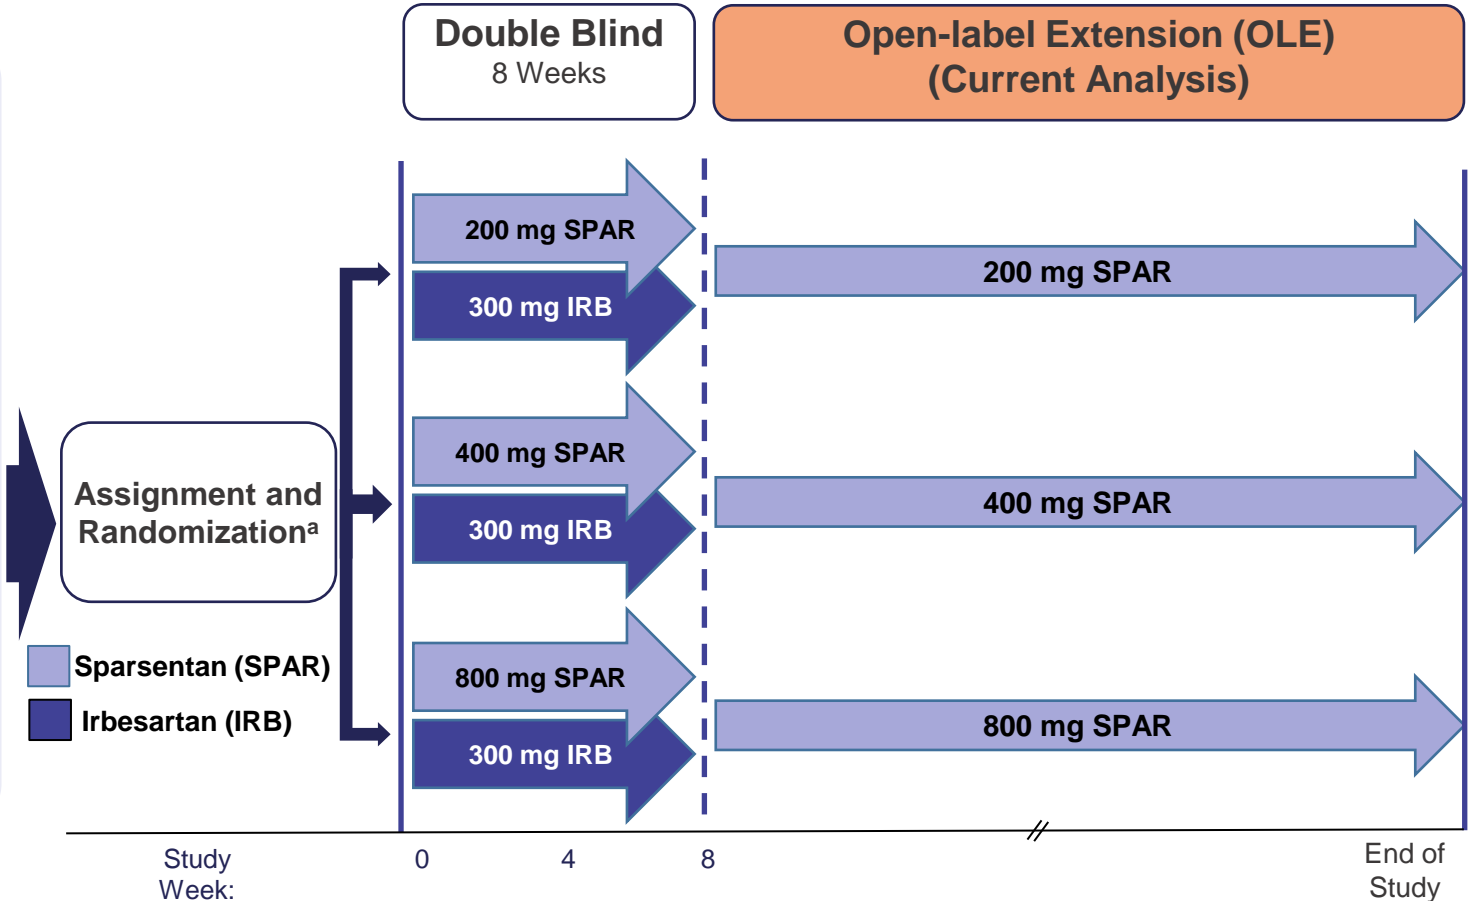 Double Blind
8 Weeks
Open-label Extension (OLE)
(Current Analysis)
200 mg SPAR
300 mg IRB
200 mg SPAR
400 mg SPAR
300 mg IRB
400 mg SPAR
Assignment and
Randomizationᵃ
800 mg SPAR
300 mg IRB
800 mg SPAR
Sparsentan (SPAR)
Irbesartan (IRB)
Study
Week:
0
4
8
End of
Study